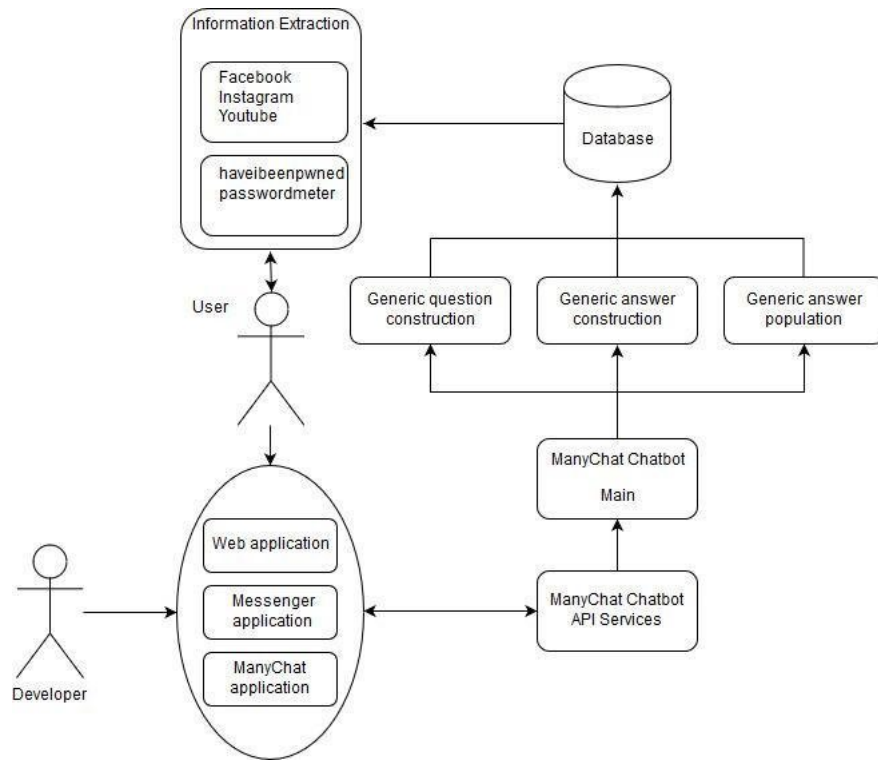 Information Extraction
Facebook
Instagram
Youtube
haveibeenpwned
passwordmeter
Database
User
Generic question
construction
Generic answer
construction
Generic answer
population
ManyChat Chatbot
Main
Web application
Messenger
application
ManyChat
application
ManyChat Chatbot
API Services
Developer